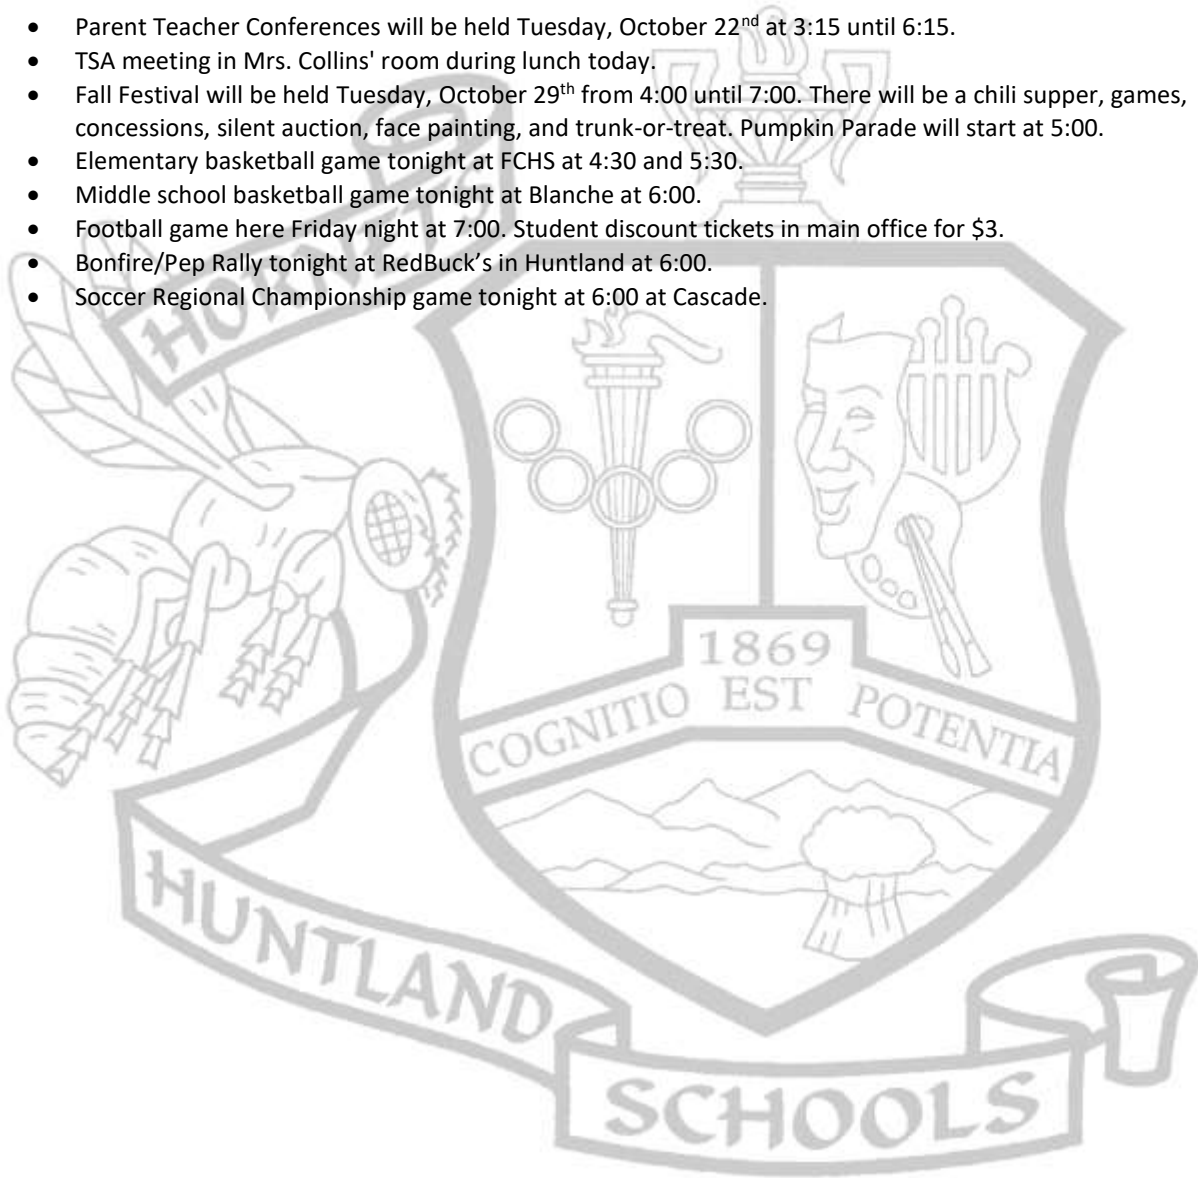 • Parent Teacher Conferences will be held Tuesday, October 22nd at 3:15 until 6:15.
• TSA meeting in Mrs. Collins' room during lunch today.
• Fall Festival will be held Tuesday, October 29th from 4:00 until 7:00. There will be a chili supper, games,
concessions, silent auction, face painting, and trunk-or-treat. Pumpkin Parade will start at 5:00.
• Elementary basketball game tonight at FCHS at 4:30 and 5:30.
• Middle school basketball game tonight at Blanche at 6:00.
• Football game here Friday night at 7:00. Student discount tickets in main office for $3.
• Bonfire/Pep Rally tonight at RedBuck’s in Huntland at 6:00.
• Soccer Regional Championship game tonight at 6:00 at Cascade.
HORNETS
1869
COGNITIO EST POTENTIA
HUNTLAND
SCHOOLS